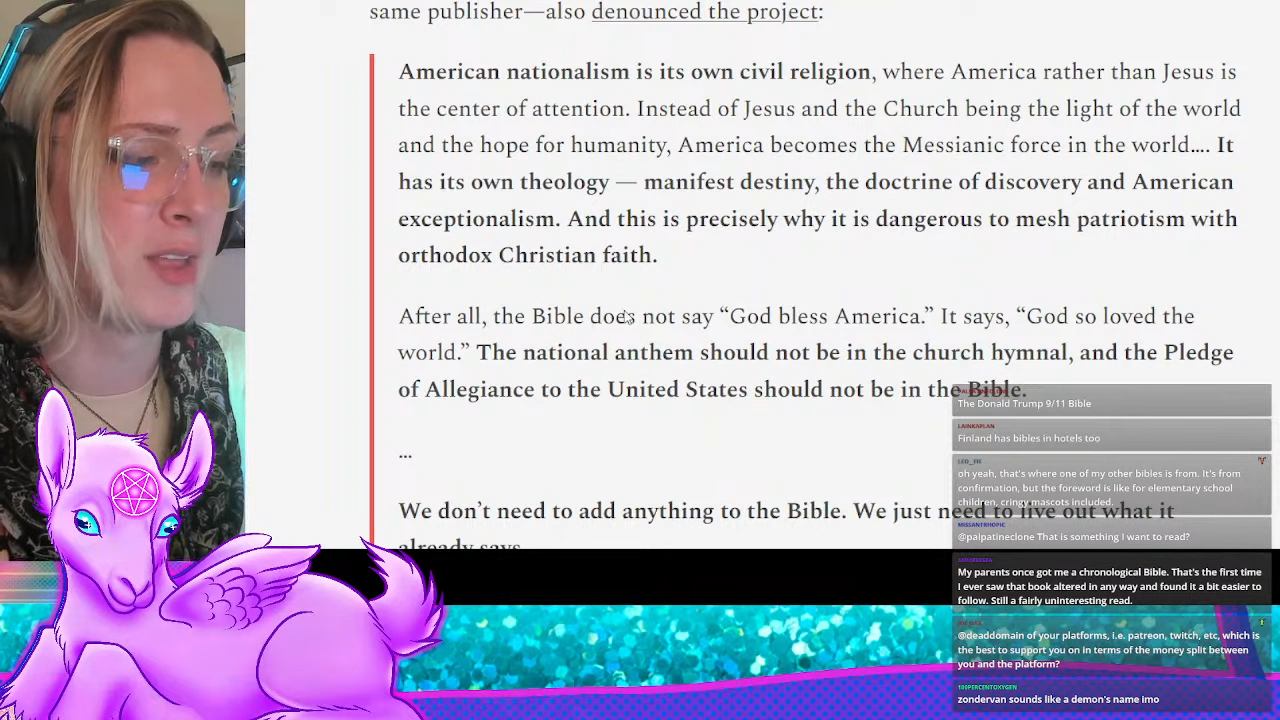 same publisher—also denounced the project:
American nationalism is its own civil religion, where America rather than Jesus is
the center of attention. Instead of Jesus and the Church being the light of the world
and the hope for humanity, America becomes the Messianic force in the world.... It
has its own theology — manifest destiny, the doctrine of discovery and American
exceptionalism. And this is precisely why it is dangerous to mesh patriotism with
orthodox Christian faith.
After all, the Bible does not say “God bless America.” It says, “God so loved the
world.” The national anthem should not be in the church hymnal, and the Pledge
of Allegiance to the United States should not be in the Bible.
...
We don’t need to add anything to the Bible. We just need to live out what it
already says
The Donald Trump 9/11 Bible
LAINKAPLAN
Finland has bibles in hotels too
LEO_FIE
oh yeah, that's where one of my other bibles is from. It's from
confirmation, but the foreword is like for elementary school
children, cringy mascots included.
MISSANTRHOPIC
@palpatineclone That is something I want to read?
My parents once got me a chronological Bible. That's the first time
I ever saw that book altered in any way and found it a bit easier to
follow. Still a fairly uninteresting read.
@deaddomain of your platforms, i.e. patreon, twitch, etc, which is
the best to support you on in terms of the money split between
you and the platform?
100PERCENTOXYGEN
zondervan sounds like a demon's name imo